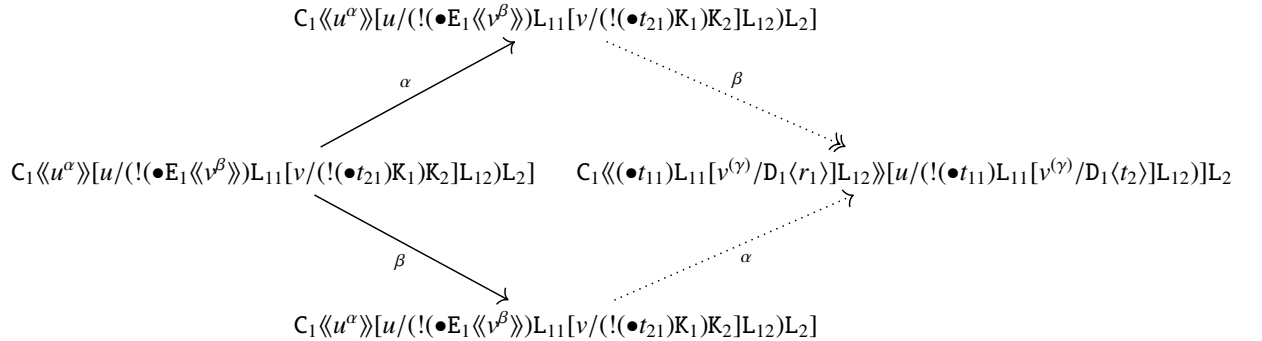 C₁⟪u^α⟫[u/(!(•E₁⟪v^β⟫)L₁₁[v/(!(•t₂₁)K₁)K₂]L₁₂)L₂]
α
β
C₁⟪u^α⟫[u/(!(•E₁⟪v^β⟫)L₁₁[v/(!(•t₂₁)K₁)K₂]L₁₂)L₂] C₁⟪(•t₁₁)L₁₁[v^(γ)/D₁⟨r₁⟩]L₁₂⟫[u/(!(•t₁₁)L₁₁[v^(γ)/D₁⟨t₂⟩]L₁₂)]L₂
β
α
C₁⟪u^α⟫[u/(!(•E₁⟪v^β⟫)L₁₁[v/(!(•t₂₁)K₁)K₂]L₁₂)L₂]